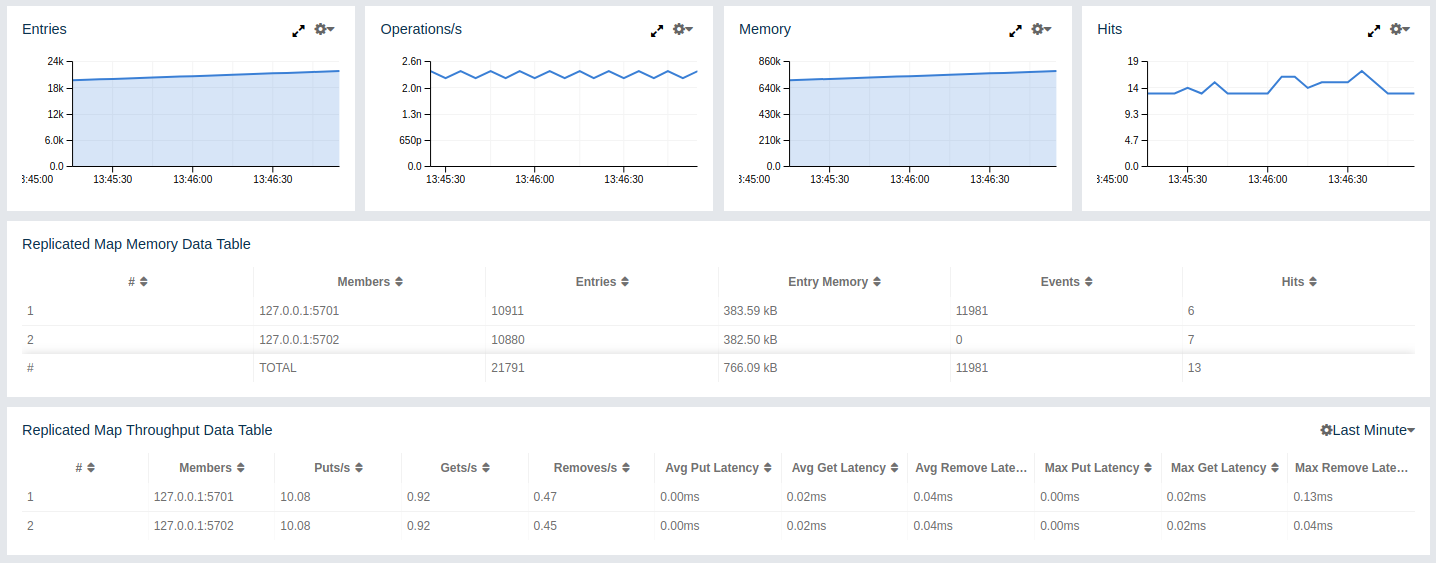 Entries
24k
18k
12k
6.0k
0.0
3:45:00 13:45:30 13:46:00 13:46:30
Operations/s
2.6n
2.0n
1.3n
650p
0.0
13:45:30 13:46:00 13:46:30
Memory
860k
640k
430k
210k
0.0
3:45:00 13:45:30 13:46:00 13:46:30
Hits
19
14
9.3
4.7
0.0
3:45:00 13:45:30 13:46:00 13:46:30
Replicated Map Memory Data Table
# Members Entries Entry Memory Events Hits
1 127.0.0.1:5701 10911 383.59 kB 11981 6
2 127.0.0.1:5702 10880 382.50 kB 0 7
# TOTAL 21791 766.09 kB 11981 13
Replicated Map Throughput Data Table Last Minute
# Members Puts/s Gets/s Removes/s Avg Put Latency Avg Get Latency Avg Remove Late... Max Put Latency Max Get Latency Max Remove Late...
1 127.0.0.1:5701 10.08 0.92 0.47 0.00ms 0.02ms 0.04ms 0.00ms 0.02ms 0.13ms
2 127.0.0.1:5702 10.08 0.92 0.45 0.00ms 0.02ms 0.04ms 0.00ms 0.02ms 0.04ms